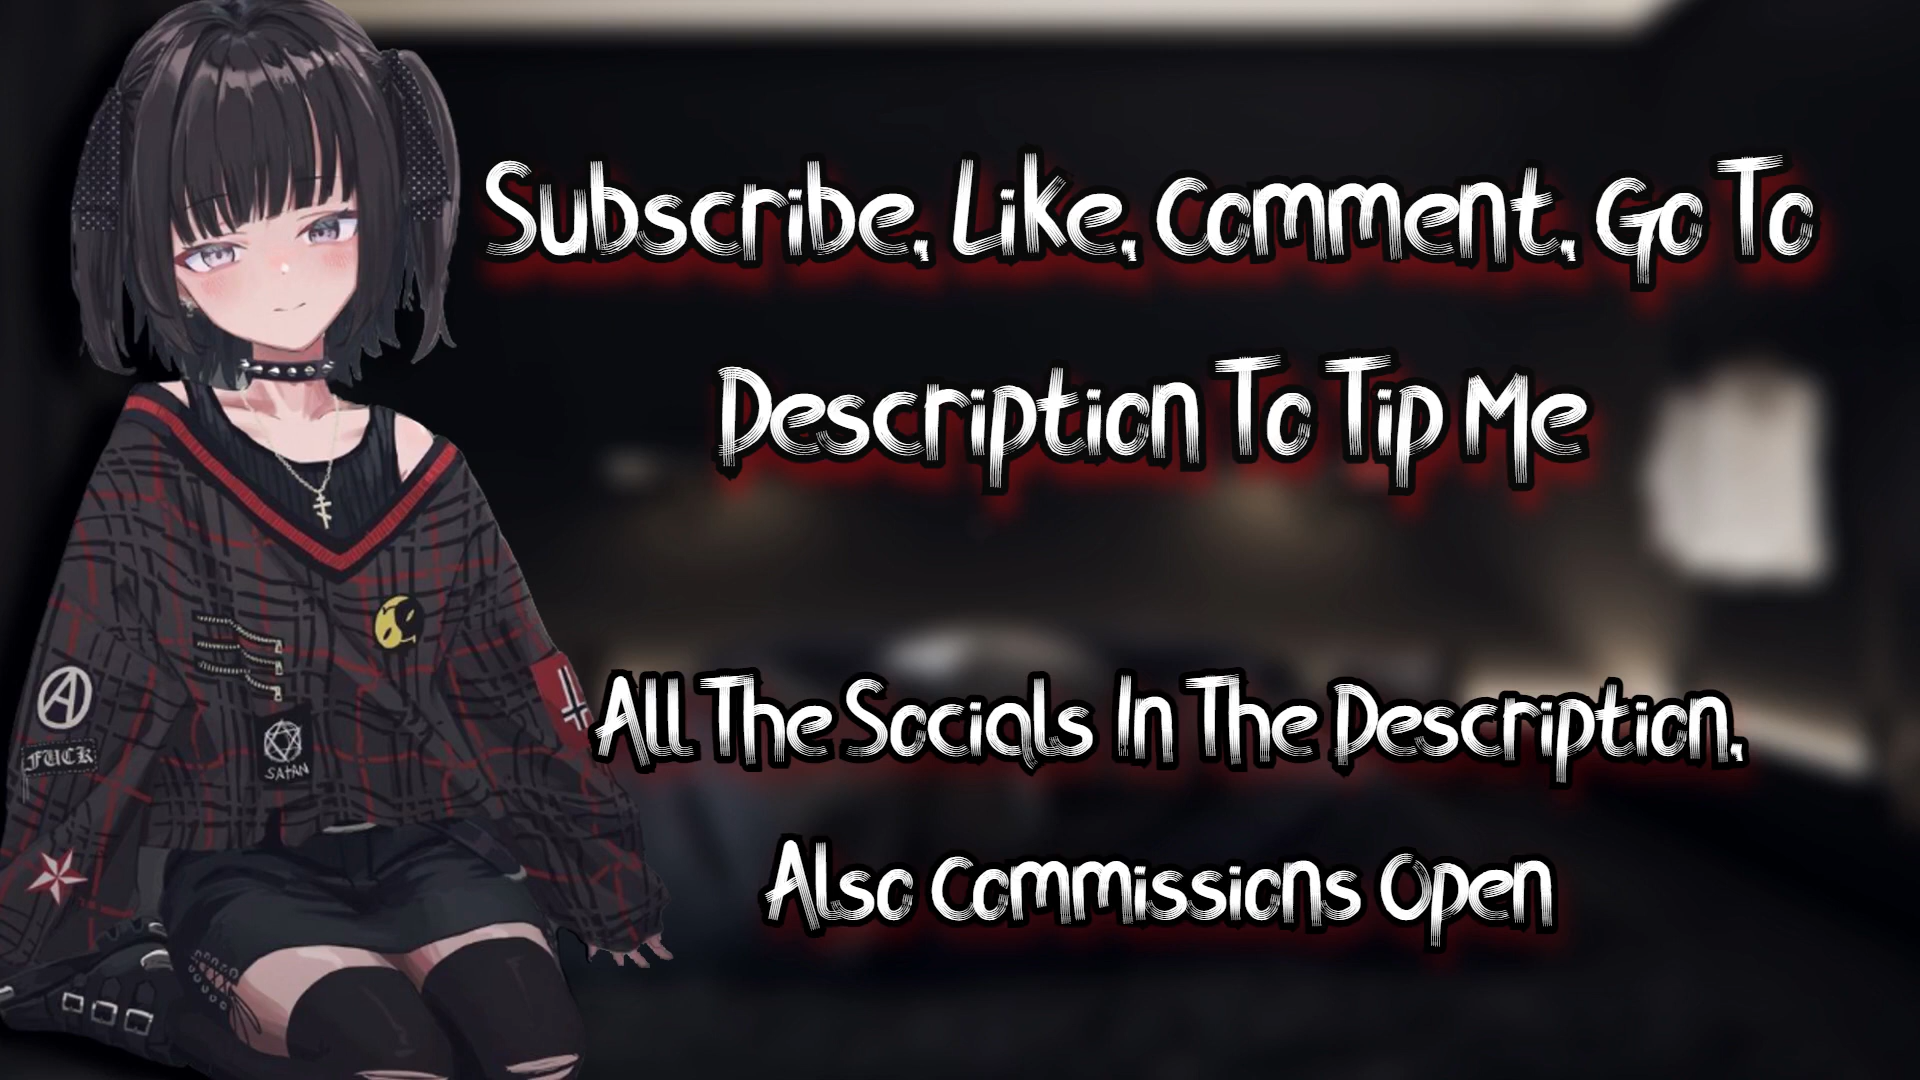 Subscribe, Like, Comment, Go To
Description To Tip Me
All The Socials In The Description,
Also Commissions Open
A
FUCK
SATAN